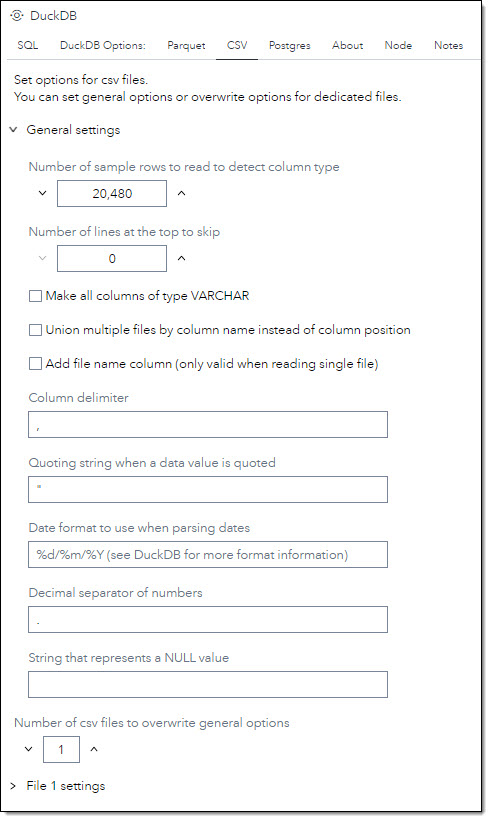 DuckDB
SQL DuckDB Options: Parquet CSV Postgres About Node Notes
Set options for csv files.
You can set general options or overwrite options for dedicated files.
General settings
Number of sample rows to read to detect column type
20,480
Number of lines at the top to skip
0
Make all columns of type VARCHAR
Union multiple files by column name instead of column position
Add file name column (only valid when reading single file)
Column delimiter
,
Quoting string when a data value is quoted
"
Date format to use when parsing dates
%d/%m/%Y (see DuckDB for more format information)
Decimal separator of numbers
.
String that represents a NULL value
Number of csv files to overwrite general options
1
File 1 settings